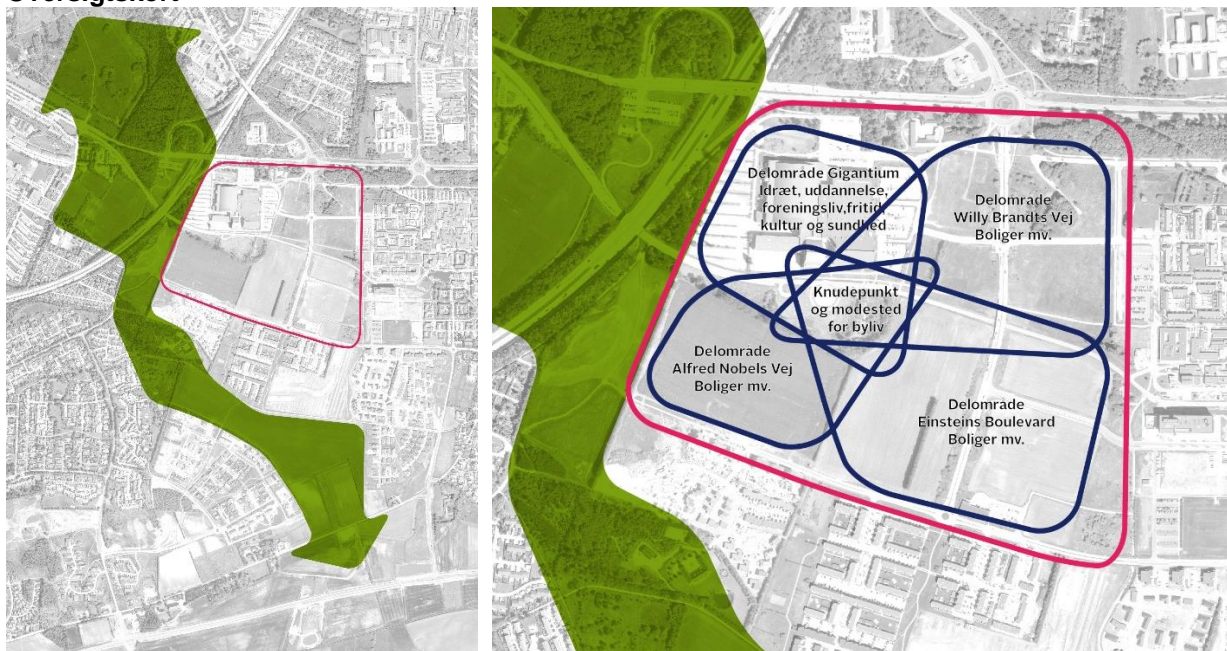 Oversigtskort
Delområde Gigantium
Idræt, uddannelse,
foreningsliv,fritid,
kultur og sundhed
Delområde
Willy Brandts Vej
Boliger mv.
Knudepunkt
og mødested
for byliv
Delområde
Alfred Nobels Vej
Boliger mv.
Delområde
Einsteins Boulevard
Boliger mv.